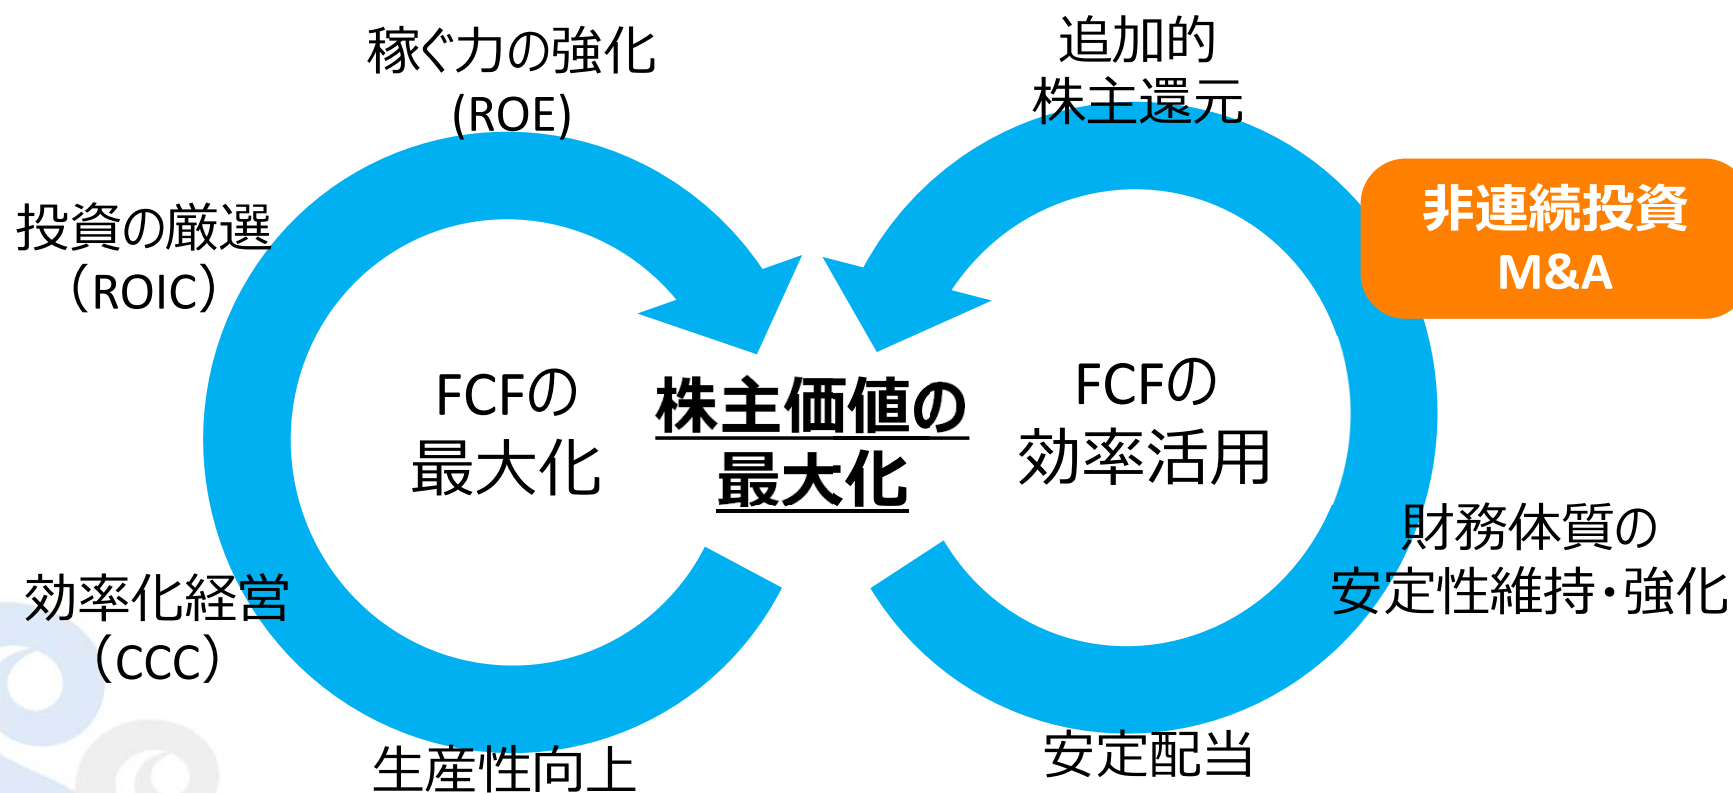 稼ぐ力の強化
(ROE)
投資の厳選
（ROIC）
効率化経営
（CCC）
生産性向上
FCFの
最大化
株主価値の
最大化
FCFの
効率活用
追加的
株主還元
非連続投資
M&A
財務体質の
安定性維持・強化
安定配当